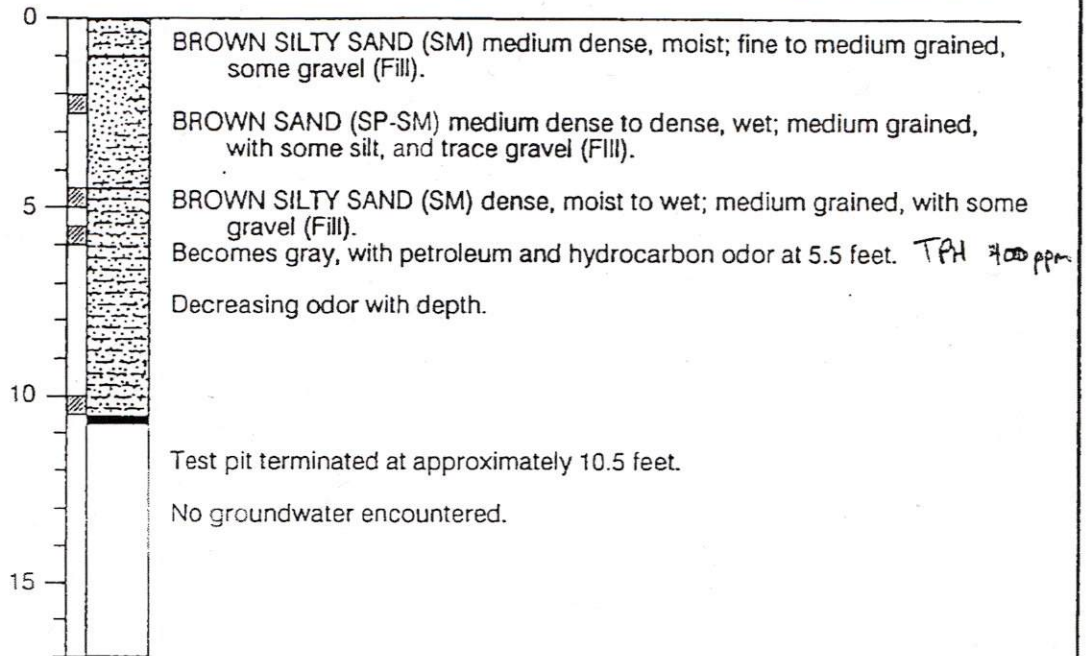 0
BROWN SILTY SAND (SM) medium dense, moist; fine to medium grained,
some gravel (Fill).
BROWN SAND (SP-SM) medium dense to dense, wet; medium grained,
with some silt, and trace gravel (FIll).
5
BROWN SILTY SAND (SM) dense, moist to wet; medium grained, with some
gravel (Fill).
Becomes gray, with petroleum and hydrocarbon odor at 5.5 feet. TPH ppm
Decreasing odor with depth.
10
Test pit terminated at approximately 10.5 feet.
No groundwater encountered.
15